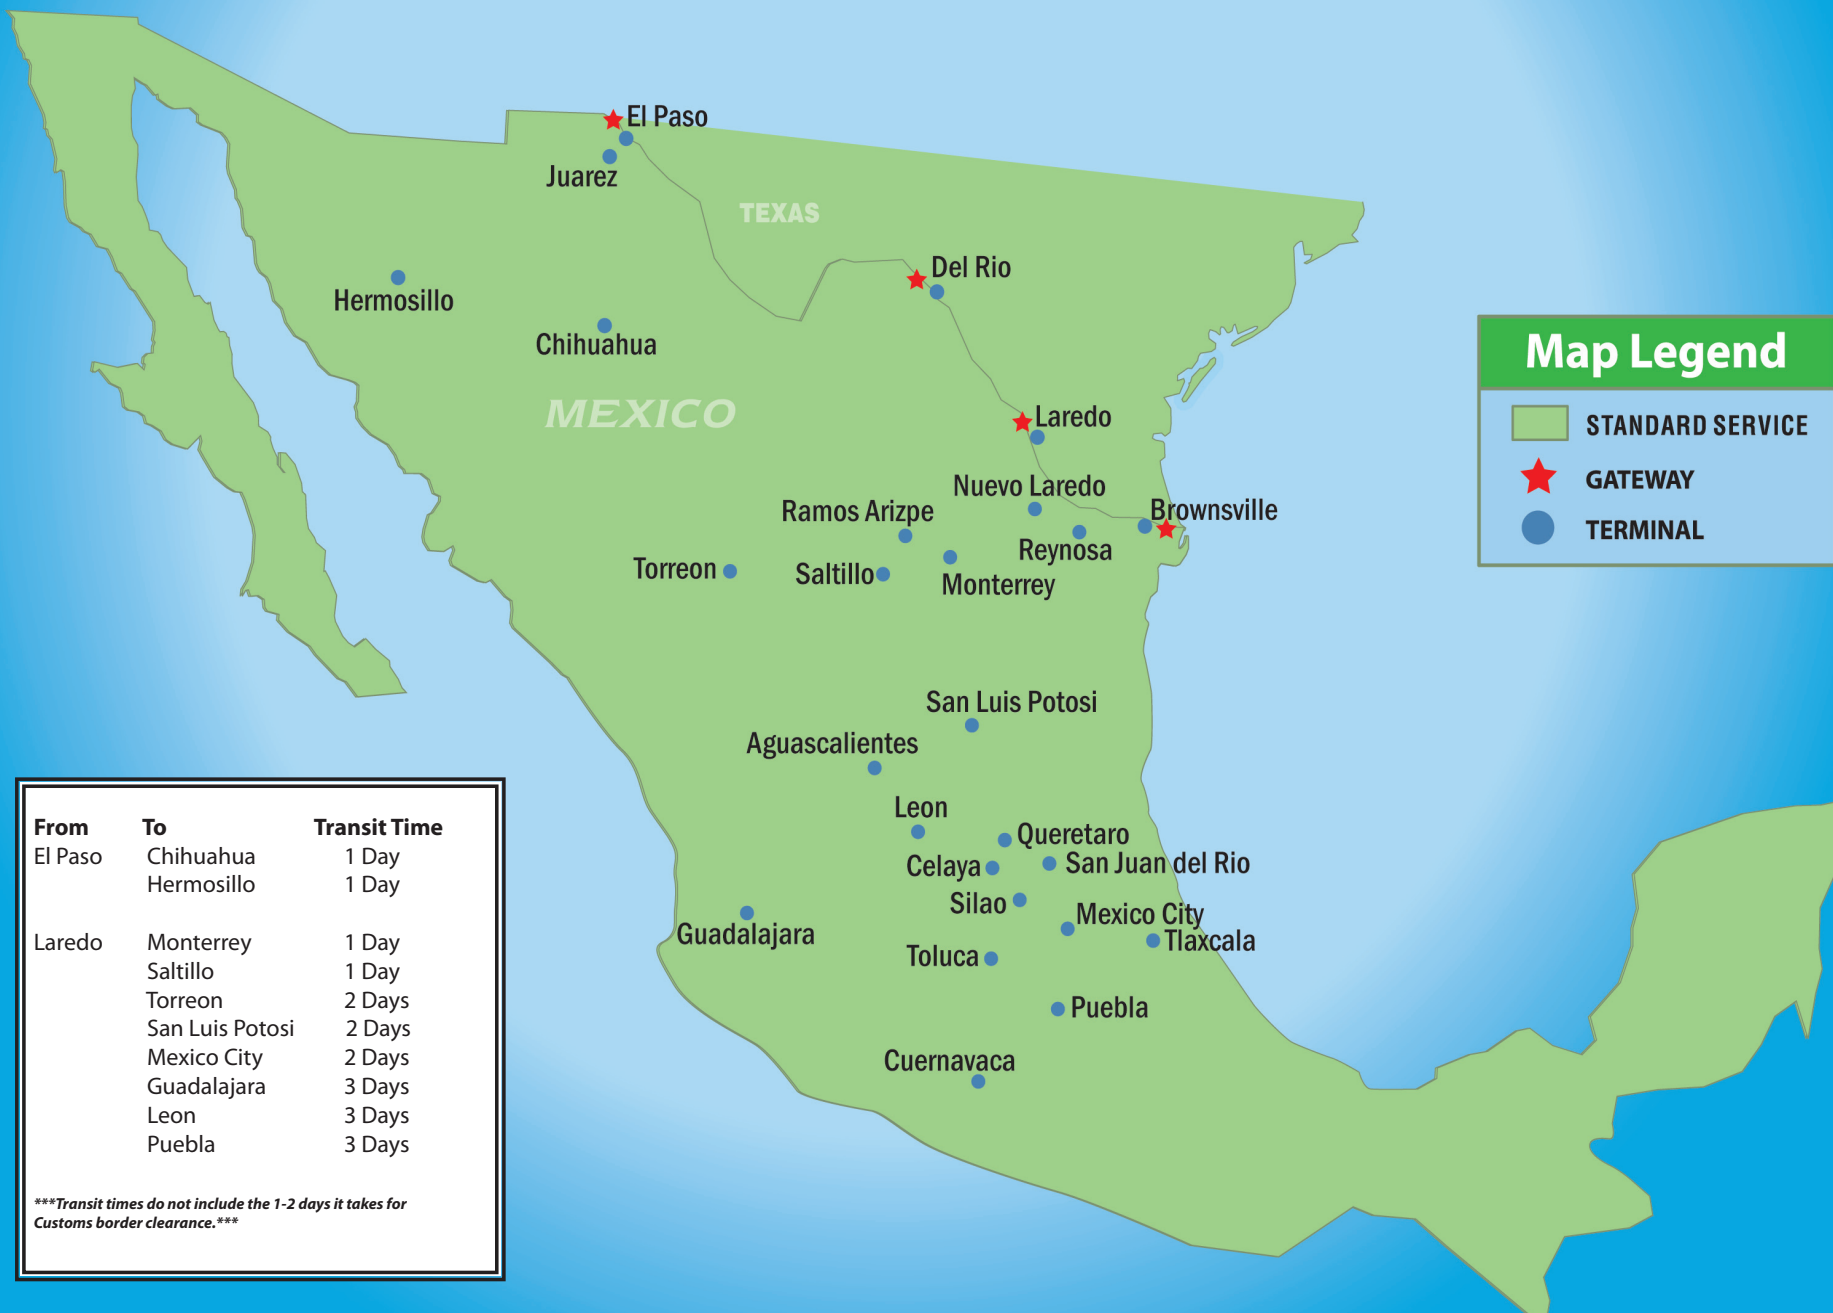 El Paso
Juarez
TEXAS
Del Rio
Hermosillo
Chihuahua
MEXICO
Laredo
Nuevo Laredo
Ramos Arizpe
Brownsville
Reynosa
Torreon
Saltillo
Monterrey
San Luis Potosi
Aguascalientes
Leon
Queretaro
Celaya
San Juan del Rio
Silao
Mexico City
Guadalajara
Tlaxcala
Toluca
Puebla
Cuernavaca
Map Legend
STANDARD SERVICE
GATEWAY
TERMINAL
From To Transit Time
El Paso Chihuahua 1 Day
Hermosillo 1 Day
Laredo Monterrey 1 Day
Saltillo 1 Day
Torreon 2 Days
San Luis Potosi 2 Days
Mexico City 2 Days
Guadalajara 3 Days
Leon 3 Days
Puebla 3 Days
***Transit times do not include the 1-2 days it takes for
Customs border clearance.***